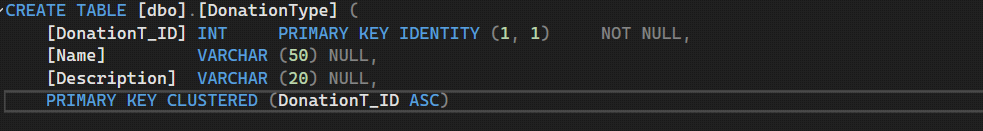 CREATE TABLE [dbo].[DonationType] (
[DonationT_ID] INT PRIMARY KEY IDENTITY (1, 1) NOT NULL,
[Name] VARCHAR (50) NULL,
[Description] VARCHAR (20) NULL,
PRIMARY KEY CLUSTERED (DonationT_ID ASC)